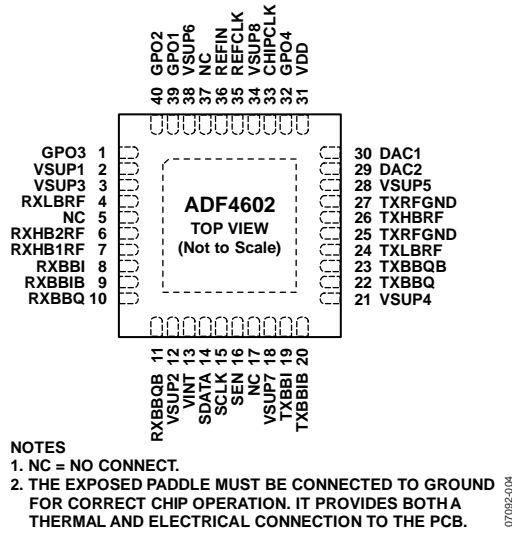 40 GPO2
39 GPO1
38 VSUP6
37 NC
36 REFIN
35 REFCLK
34 VSUP8
33 CHIPCLK
32 GPO4
31 VDD
GPO3 1
VSUP1 2
VSUP3 3
RXLBRF 4
NC 5
RXHB2RF 6
RXHB1RF 7
RXBBI 8
RXBBIB 9
RXBBQ 10
ADF4602
TOP VIEW
(Not to Scale)
30 DAC1
29 DAC2
28 VSUP5
27 TXRFGND
26 TXHBRF
25 TXRFGND
24 TXLBRF
23 TXBBQB
22 TXBBQ
21 VSUP4
RXBBQB 11
VSUP2 12
VINT 13
SDATA 14
SCLK 15
SEN 16
NC 17
VSUP7 18
TXBBI 19
TXBBIB 20
NOTES
1. NC = NO CONNECT.
2. THE EXPOSED PADDLE MUST BE CONNECTED TO GROUND
FOR CORRECT CHIP OPERATION. IT PROVIDES BOTH A
THERMAL AND ELECTRICAL CONNECTION TO THE PCB.
07092-004